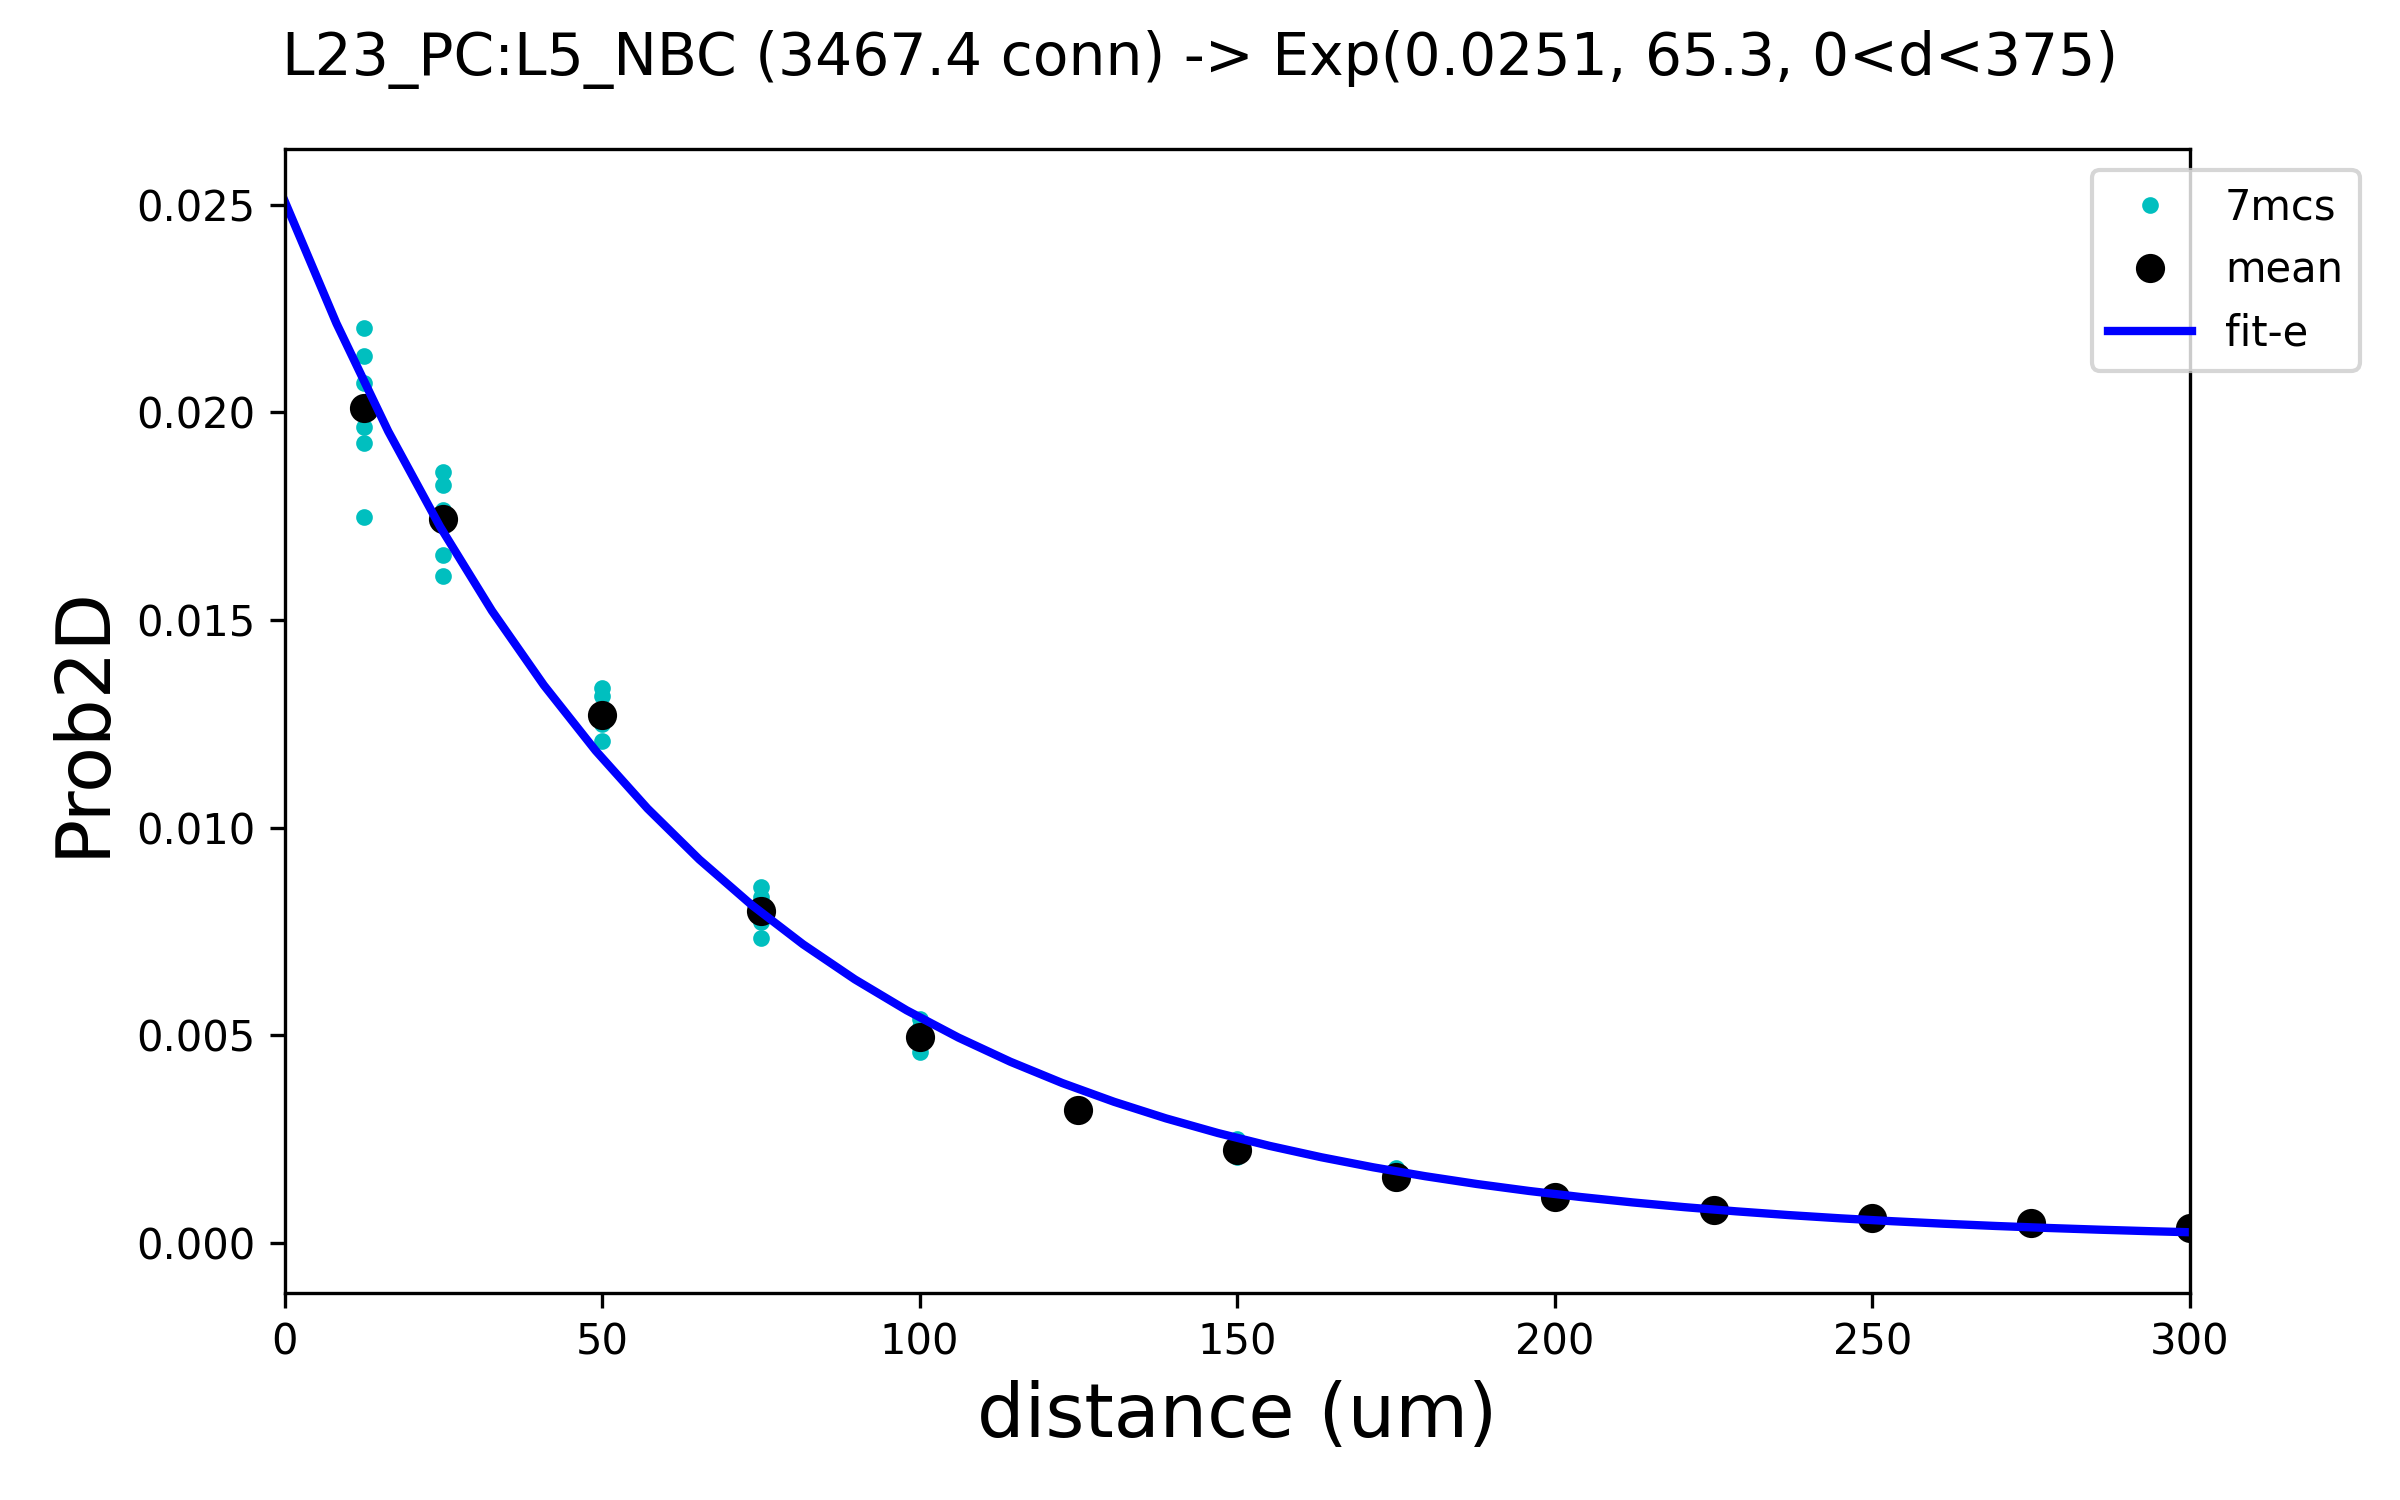 L23_PC:L5_NBC (3467.4 conn) -> Exp(0.0251, 65.3, 0<d<375)
7mcs
mean
fit-e
0.025
0.020
0.015
0.010
0.005
0.000
Prob2D
0 50 100 150 200 250 300
distance (um)